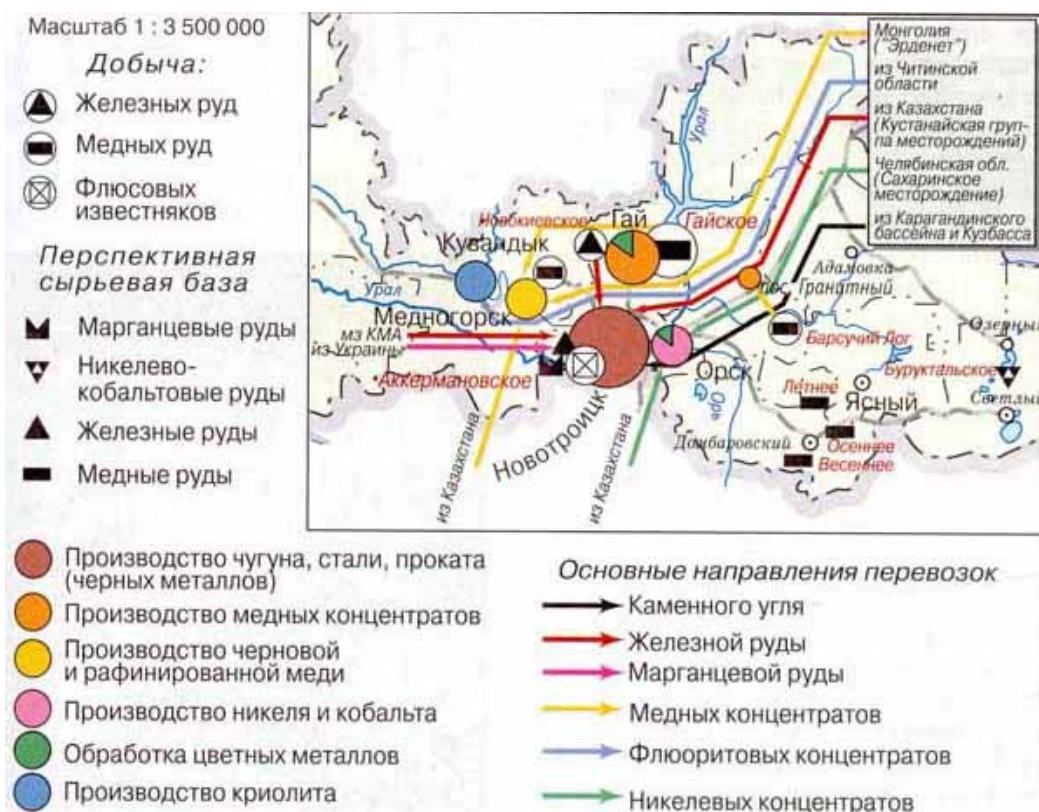 Масштаб 1 : 3 500 000
Добыча:
Железных руд
Медных руд
Флюсовых
известняков
Перспективная
сырьевая база
Марганцевые руды
Никелево-
кобальтовые руды
Железные руды
Медные руды
Монголия
("Эрденет")
из Читинской
области
из Казахстана
(Кустанайская груп-
па месторождений)
Челябинская обл.
(Сахаринское
месторождение)
из Карагандинского
бассейна и Кузбасса
Урал
Новокиевское
Гай
Гайское
Кувандык
Адамовка
пос. Гранатный
Урал
Медногорск
из КМА
из Украины
Барсучий Лог
Озерный
Аккермановское
Орск
Буруктальское
Орь
Летнее
Ясный
Светлый
Новотроицк
Домбаровский
Осеннее
Весеннее
из Казахстана
из Казахстана
Производство чугуна, стали, проката
(черных металлов)
Производство медных концентратов
Производство черновой
и рафинированной меди
Производство никеля и кобальта
Обработка цветных металлов
Производство криолита
Основные направления перевозок
Каменного угля
Железной руды
Марганцевой руды
Медных концентратов
Флюоритовых концентратов
Никелевых концентратов